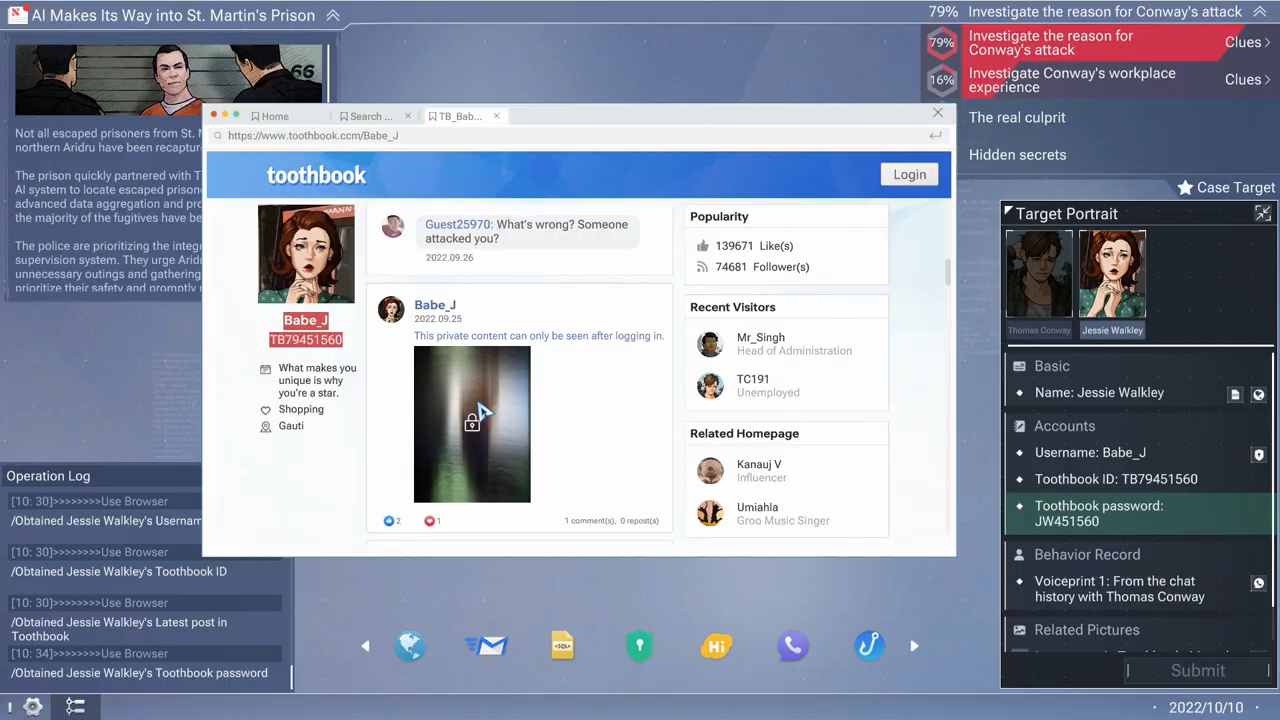 AI Makes Its Way into St. Martin's Prison
66
Not all escaped prisoners from St.
northern Aridru have been recapture
The prison quickly partnered with T
AI system to locate escaped prisone
advanced data aggregation and pro
the majority of the fugitives have be
The police are prioritizing the integ
supervision system. They urge Aridr
unnecessary outings and gathering
prioritize their safety and promptly
79% Investigate the reason for Conway's attack
79%
Investigate the reason for
Conway's attack
Clues >
16%
Investigate Conway's workplace
experience
Clues >
The real culprit
Hidden secrets
Case Target
Home
Search ...
TB_Bab...
https://www.toothbook.ccm/Babe_J
toothbook
Login
Babe_J
TB79451560
What makes you
unique is why
you're a star.
Shopping
Gauti
Guest25970: What's wrong? Someone
attacked you?
2022.09.26
Babe_J
2022.09.25
This private content can only be seen after logging in.
2
1
1 comment(s), 0 repost(s)
Popularity
139671 Like(s)
74681 Follower(s)
Recent Visitors
Mr_Singh
Head of Administration
TC191
Unemployed
Related Homepage
Kanauj V
Influencer
Umiahla
Groo Music Singer
Target Portrait
Thomas Conway
Jessie Walkley
Basic
Name: Jessie Walkley
Accounts
Username: Babe_J
Toothbook ID: TB79451560
Toothbook password:
JW451560
Behavior Record
Voiceprint 1: From the chat
history with Thomas Conway
Related Pictures
Submit
Operation Log
[10: 30]>>>>>>>>Use Browser
/Obtained Jessie Walkley's Usernam
[10: 30]>>>>>>>>Use Browser
/Obtained Jessie Walkley's Toothbook ID
[10: 30]>>>>>>>>Use Browser
/Obtained Jessie Walkley's Latest post in
Toothbook
[10: 34]>>>>>>>>Use Browser
/Obtained Jessie Walkley's Toothbook password
<SQL>
Hi
2022/10/10